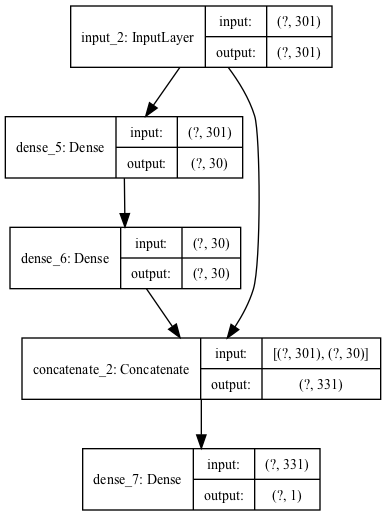 input_2: InputLayer
input: (?, 301)
output: (?, 301)
dense_5: Dense
input: (?, 301)
output: (?, 30)
dense_6: Dense
input: (?, 30)
output: (?, 30)
concatenate_2: Concatenate
input: [(?, 301), (?, 30)]
output: (?, 331)
dense_7: Dense
input: (?, 331)
output: (?, 1)